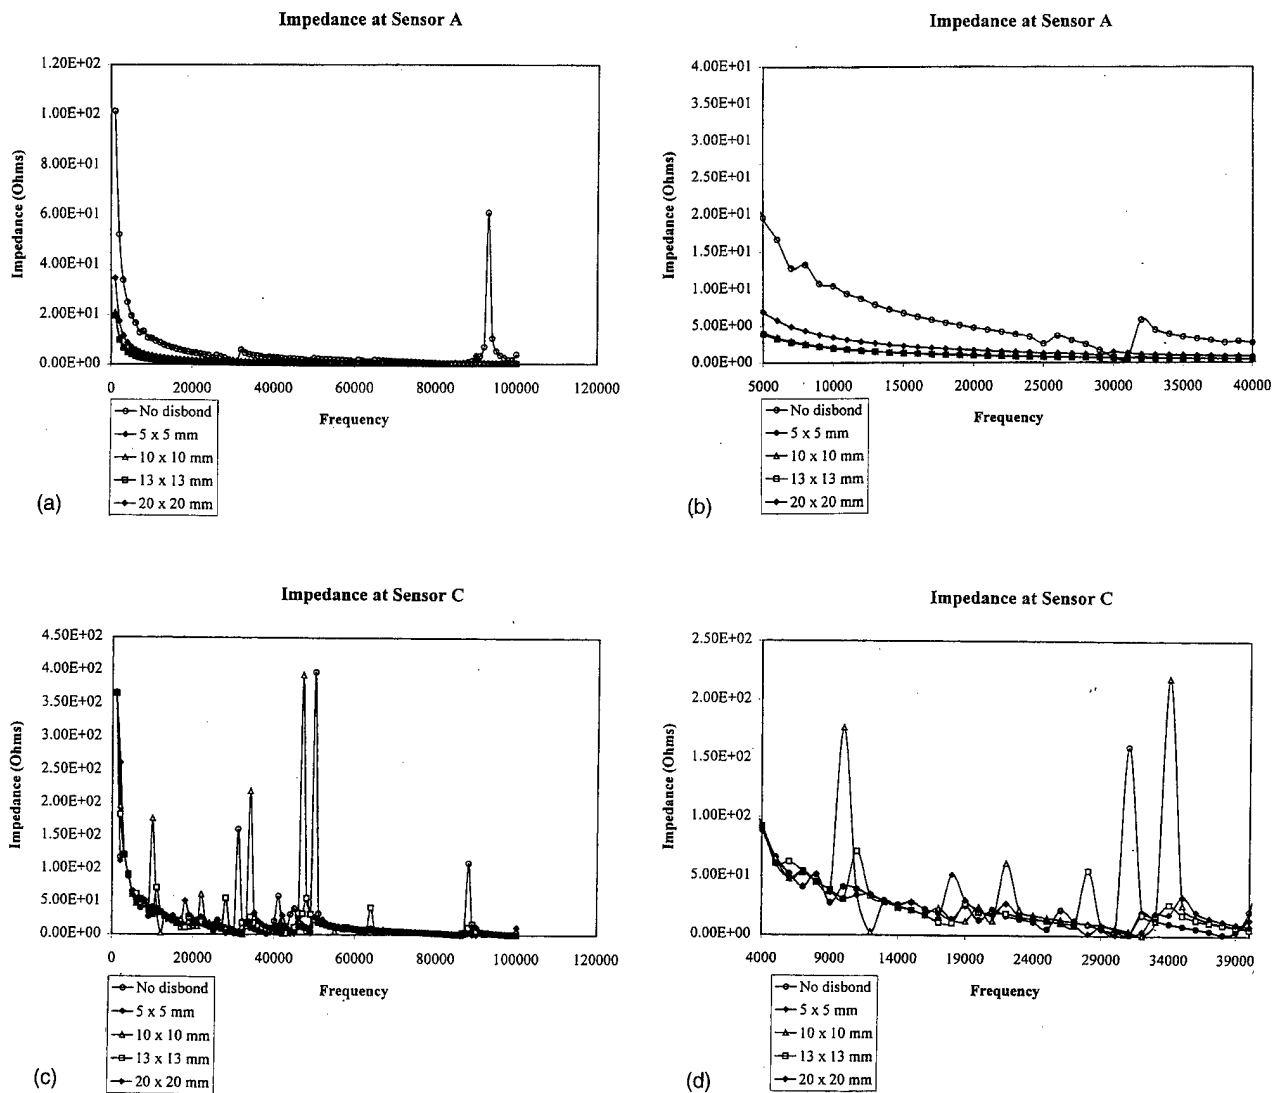 Impedance at Sensor A
1.20E+02
1.00E+02
8.00E+01
6.00E+01
4.00E+01
2.00E+01
0.00E+00
Impedance (Ohms)
0 20000 40000 60000 80000 100000 120000
Frequency
No disbond
5 x 5 mm
10 x 10 mm
13 x 13 mm
20 x 20 mm
(a)
Impedance at Sensor A
4.00E+01
3.50E+01
3.00E+01
2.50E+01
2.00E+01
1.50E+01
1.00E+01
5.00E+00
0.00E+00
Impedance (Ohms)
5000 10000 15000 20000 25000 30000 35000 40000
Frequency
No disbond
5 x 5 mm
10 x 10 mm
13 x 13 mm
20 x 20 mm
(b)
Impedance at Sensor C
4.50E+02
4.00E+02
3.50E+02
3.00E+02
2.50E+02
2.00E+02
1.50E+02
1.00E+02
5.00E+01
0.00E+00
Impedance (Ohms)
0 20000 40000 60000 80000 100000 120000
Frequency
No disbond
5 x 5 mm
10 x 10 mm
13 x 13 mm
20 x 20 mm
(c)
Impedance at Sensor C
2.50E+02
2.00E+02
1.50E+02
1.00E+02
5.00E+01
0.00E+00
Impedance (Ohms)
4000 9000 14000 19000 24000 29000 34000 39000
Frequency
No disbond
5 x 5 mm
10 x 10 mm
13 x 13 mm
20 x 20 mm
(d)